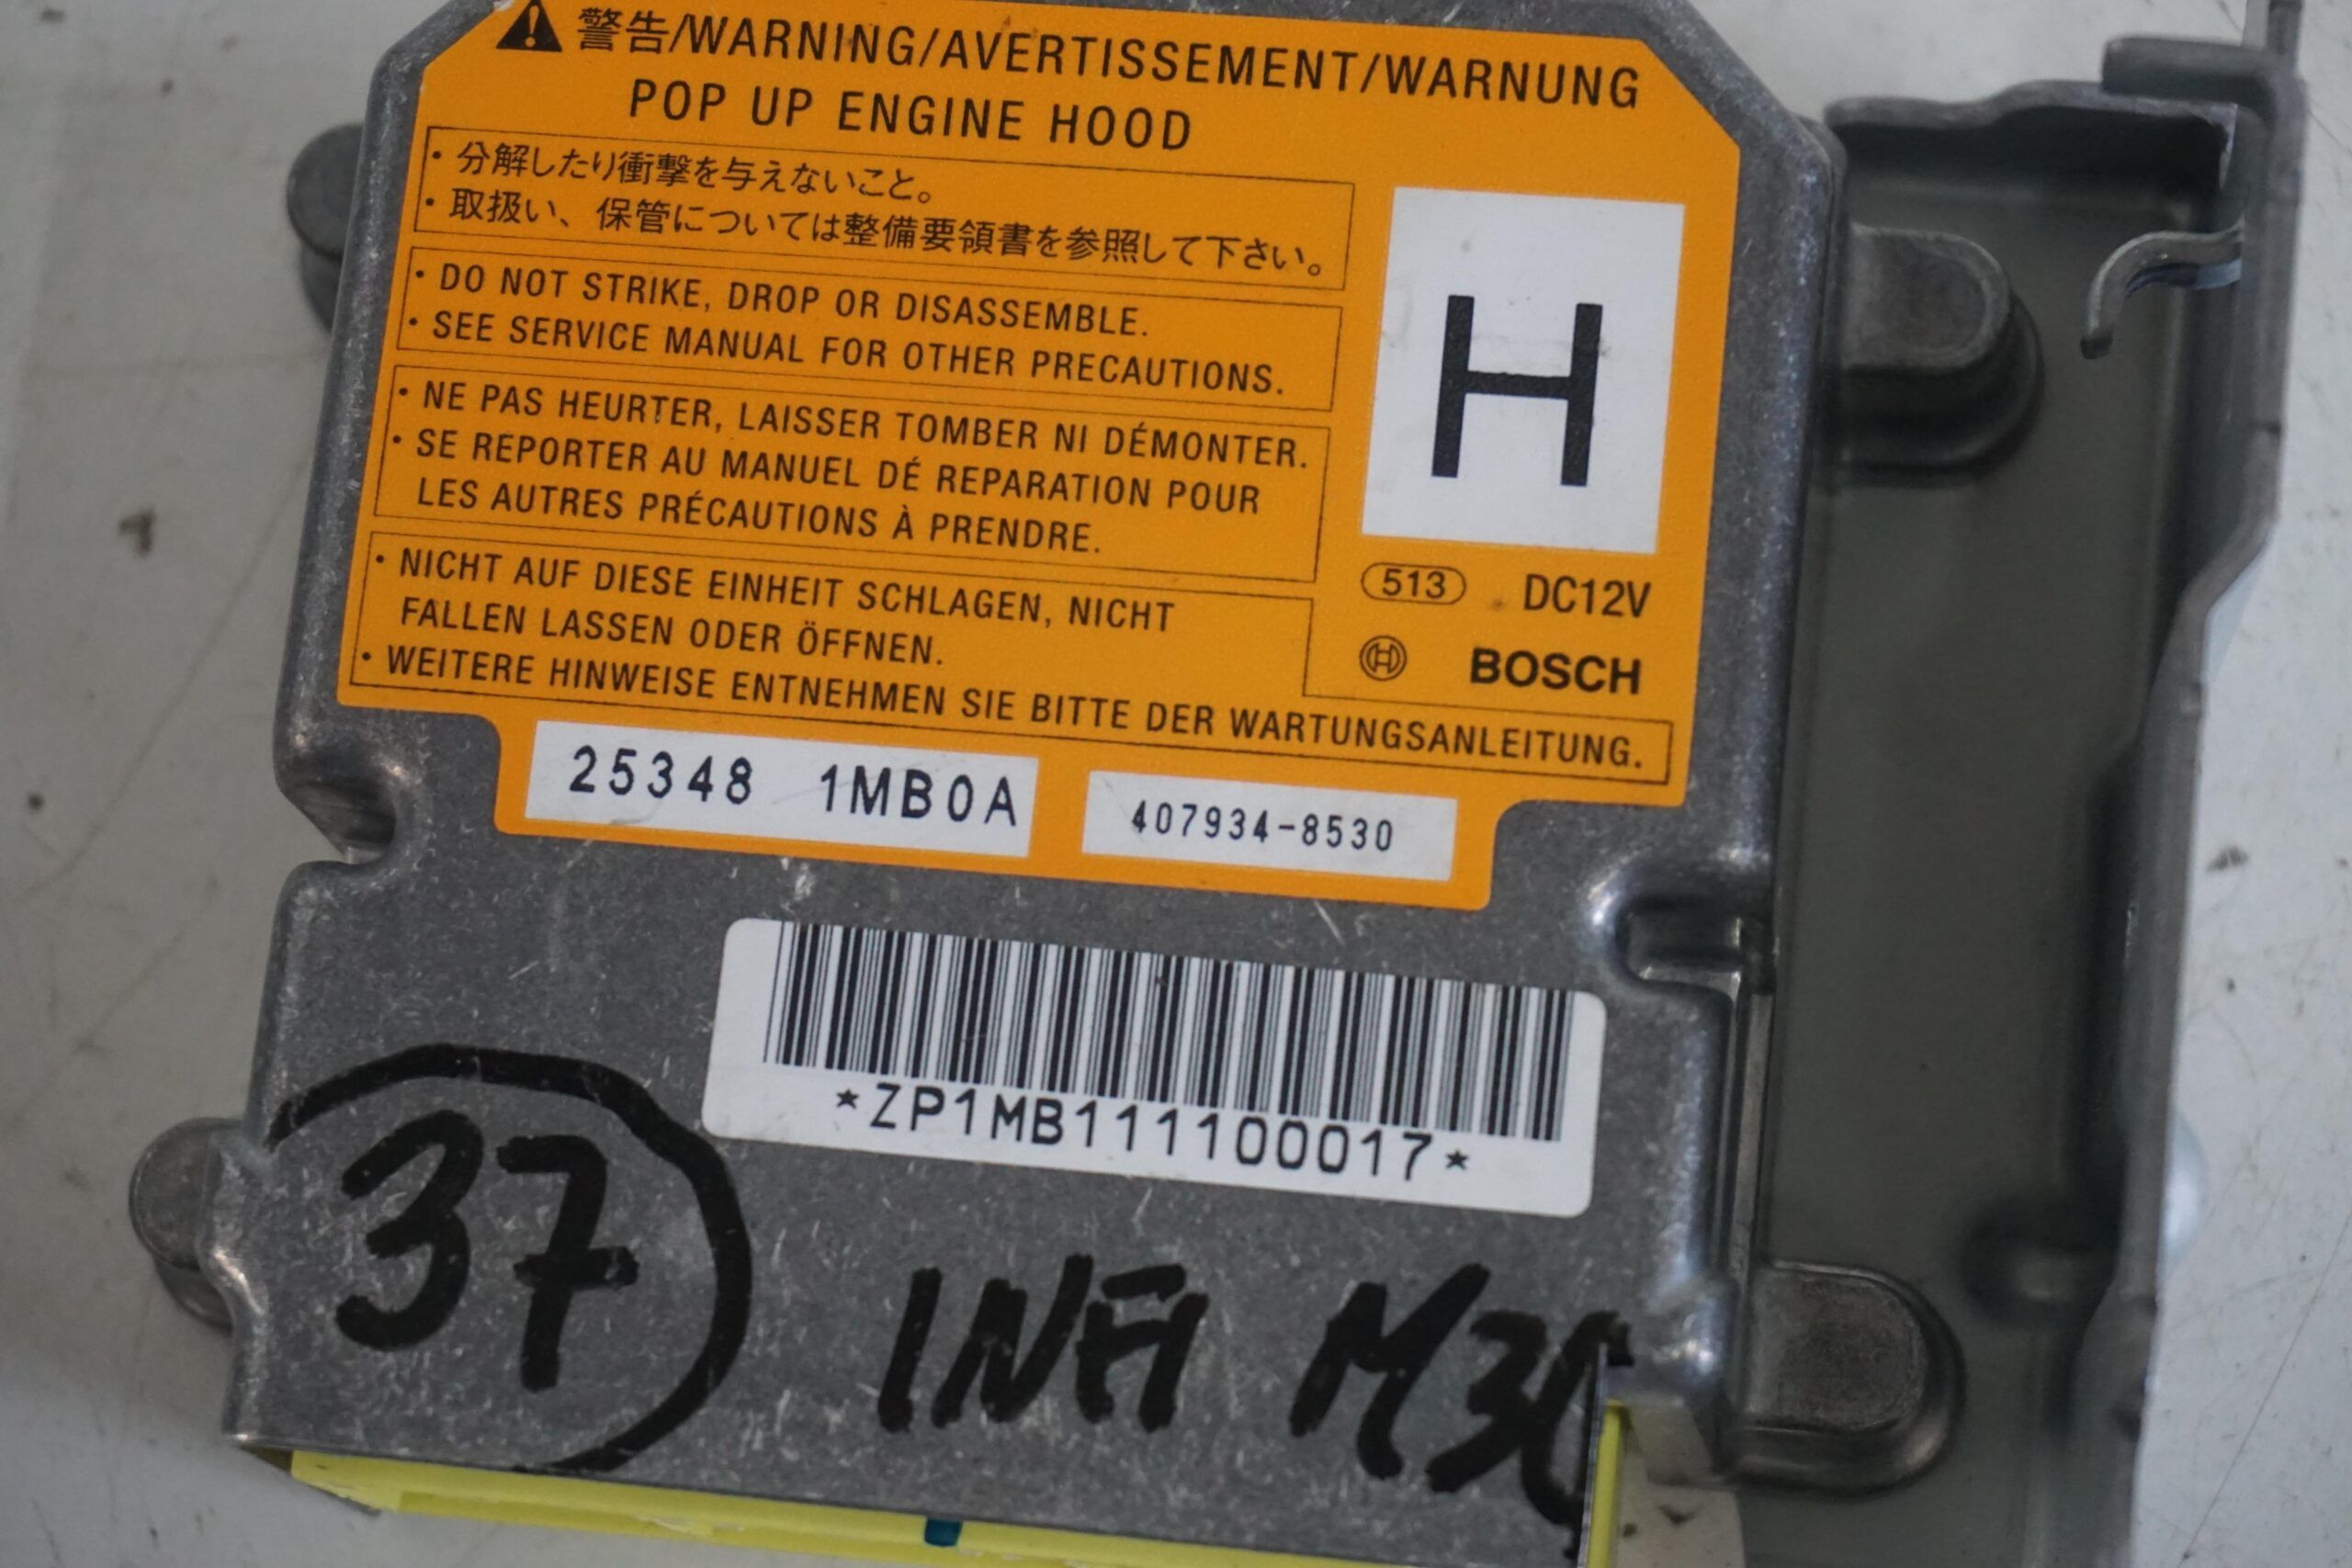 警告/WARNING/AVERTISSEMENT/WARNUNG
POP UP ENGINE HOOD
・分解したり衝撃を与えないこと。
・取扱い、保管については整備要領書を参照して下さい。
・DO NOT STRIKE, DROP OR DISASSEMBLE.
・SEE SERVICE MANUAL FOR OTHER PRECAUTIONS.
・NE PAS HEURTER, LAISSER TOMBER NI DÉMONTER.
・SE REPORTER AU MANUEL DÉ REPARATION POUR
LES AUTRES PRÉCAUTIONS À PRENDRE.
・NICHT AUF DIESE EINHEIT SCHLAGEN, NICHT
FALLEN LASSEN ODER ÖFFNEN.
・WEITERE HINWEISE ENTNEHMEN SIE BITTE DER WARTUNGSANLEITUNG.
H
513 DC12V
BOSCH
25348 1MB0A
407934-8530
*ZP1MB111100017*
37
INFI